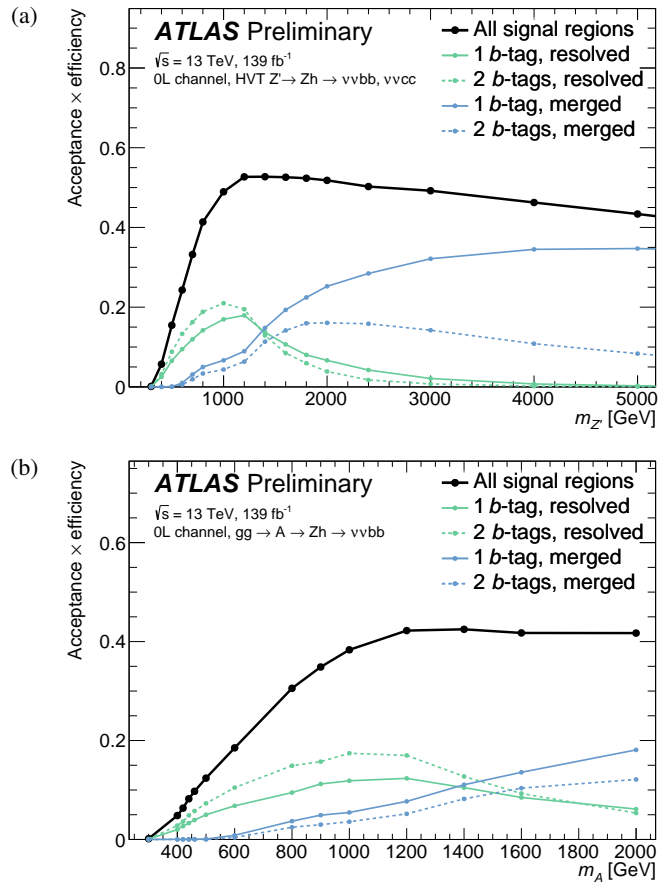 (a)
ATLAS Preliminary
√s = 13 TeV, 139 fb⁻¹
0L channel, HVT Z' → Zh → ννbb, ννcc
All signal regions
1 b-tag, resolved
2 b-tags, resolved
1 b-tag, merged
2 b-tags, merged
Acceptance × efficiency
0.8
0.6
0.4
0.2
0
1000 2000 3000 4000 5000
m_Z' [GeV]
(b)
ATLAS Preliminary
√s = 13 TeV, 139 fb⁻¹
0L channel, gg → A → Zh → ννbb
All signal regions
1 b-tag, resolved
2 b-tags, resolved
1 b-tag, merged
2 b-tags, merged
Acceptance × efficiency
0.6
0.4
0.2
0
400 600 800 1000 1200 1400 1600 1800 2000
m_A [GeV]